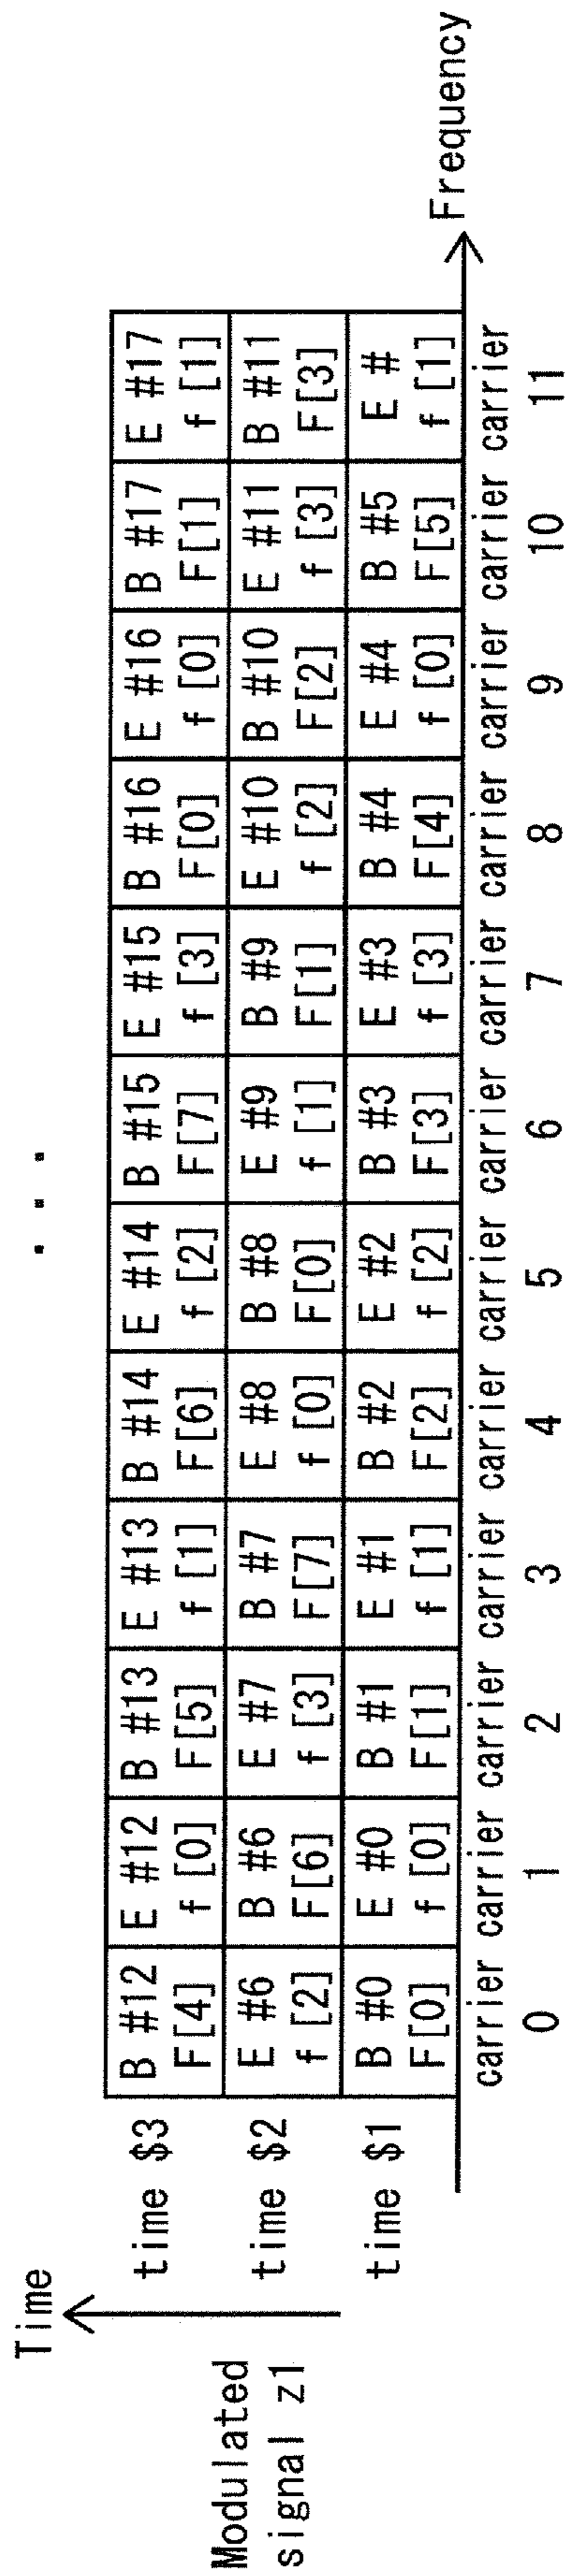 Time
Modulated
signal z1
time $3
B #12 E #12 B #13 E #13 B #14 E #14 B #15 E #15 B #16 E #16 B #17 E #17
F[4] f [0] F[5] f [1] F[6] f [2] F[7] f [3] F[0] f [0] F[1] f [1]
time $2
E #6 B #6 E #7 B #7 E #8 B #8 E #9 B #9 E #10 B #10 E #11 B #11
f [2] F[6] f [3] F[7] f [0] F[0] f [1] F[1] f [2] F[2] f [3] F[3]
time $1
B #0 E #0 B #1 E #1 B #2 E #2 B #3 E #3 B #4 E #4 B #5 E #
F[0] f [0] F[1] f [1] F[2] f [2] F[3] f [3] F[4] f [0] F[5] f [1]
carrier carrier carrier carrier carrier carrier carrier carrier carrier carrier carrier carrier
0 1 2 3 4 5 6 7 8 9 10 11
Frequency
. . .